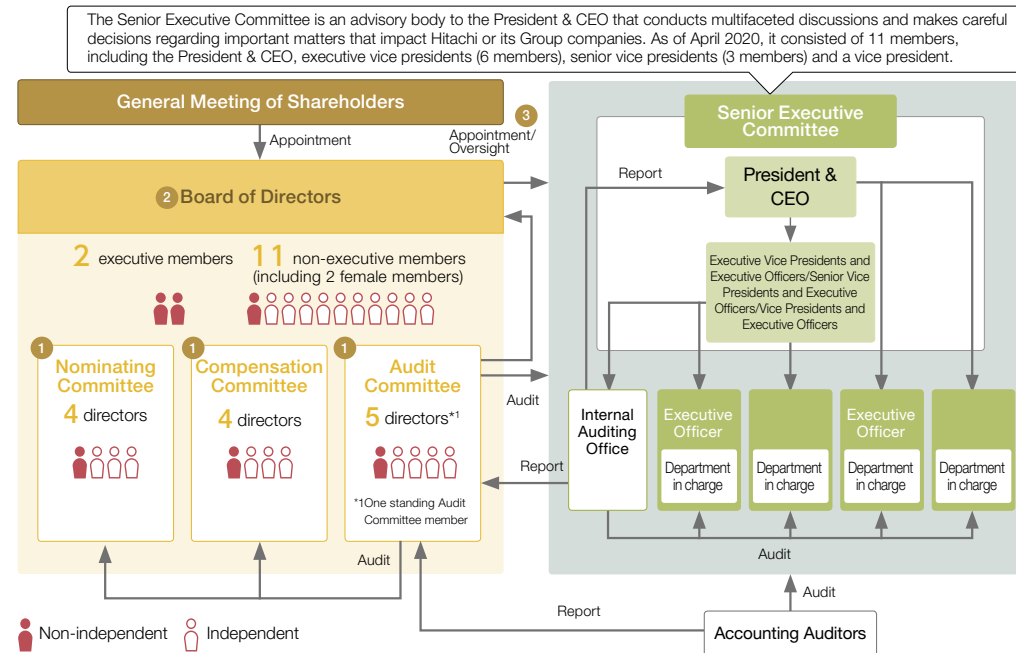 The Senior Executive Committee is an advisory body to the President & CEO that conducts multifaceted discussions and makes careful
decisions regarding important matters that impact Hitachi or its Group companies. As of April 2020, it consisted of 11 members,
including the President & CEO, executive vice presidents (6 members), senior vice presidents (3 members) and a vice president.
General Meeting of Shareholders
Appointment
3
Appointment/
Oversight
Senior Executive
Committee
Report
President &
CEO
2 Board of Directors
2 executive members
11 non-executive members
(including 2 female members)
Executive Vice Presidents and
Executive Officers/Senior Vice
Presidents and Executive
Officers/Vice Presidents and
Executive Officers
1
Nominating
Committee
4 directors
1
Compensation
Committee
4 directors
1
Audit
Committee
5 directors*1
*1One standing Audit
Committee member
Audit
Report
Internal
Auditing
Office
Executive
Officer
Department
in charge
Department
in charge
Executive
Officer
Department
in charge
Department
in charge
Audit
Audit
Audit
Report
Accounting Auditors
Non-independent
Independent